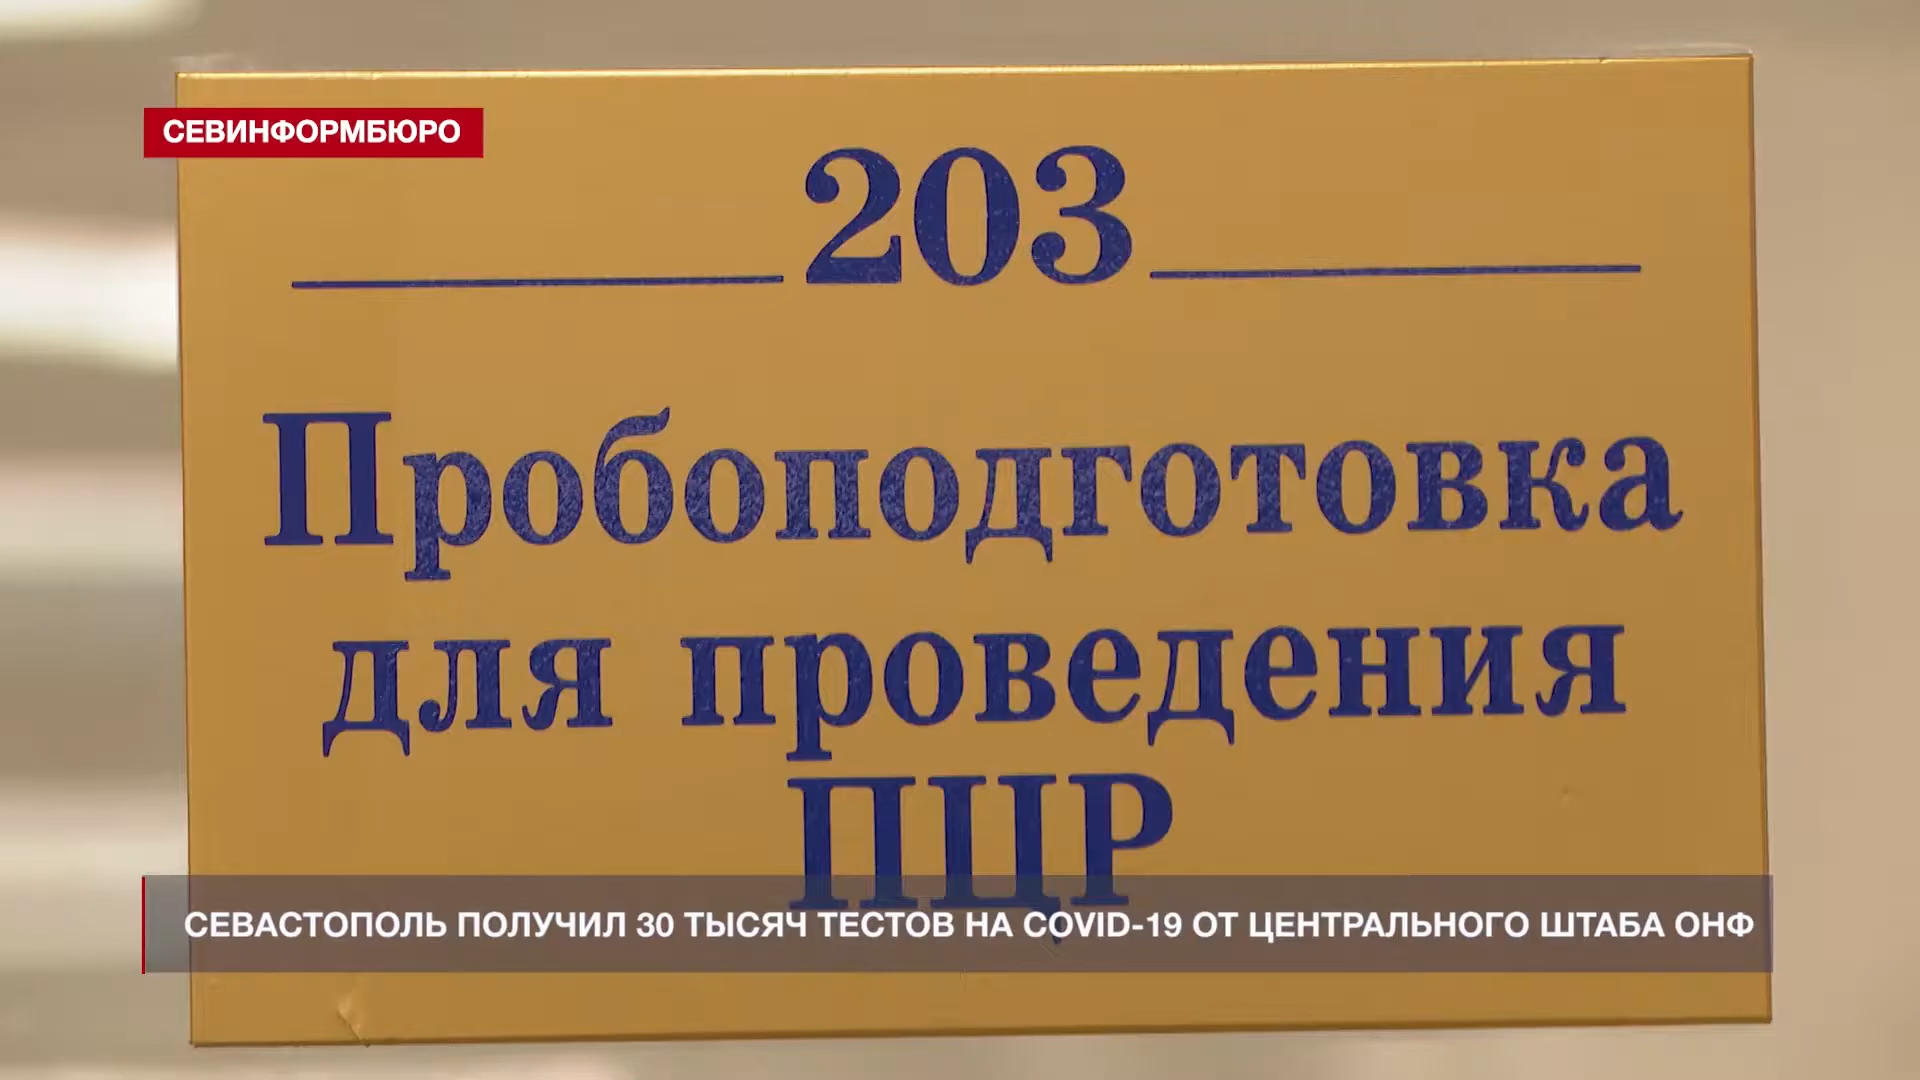 СЕВИНФОРМБЮРО
203
Пробоподготовка
для проведения
ПЦР
СЕВАСТОПОЛЬ ПОЛУЧИЛ 30 ТЫСЯЧ ТЕСТОВ НА COVID-19 ОТ ЦЕНТРАЛЬНОГО ШТАБА ОНФ